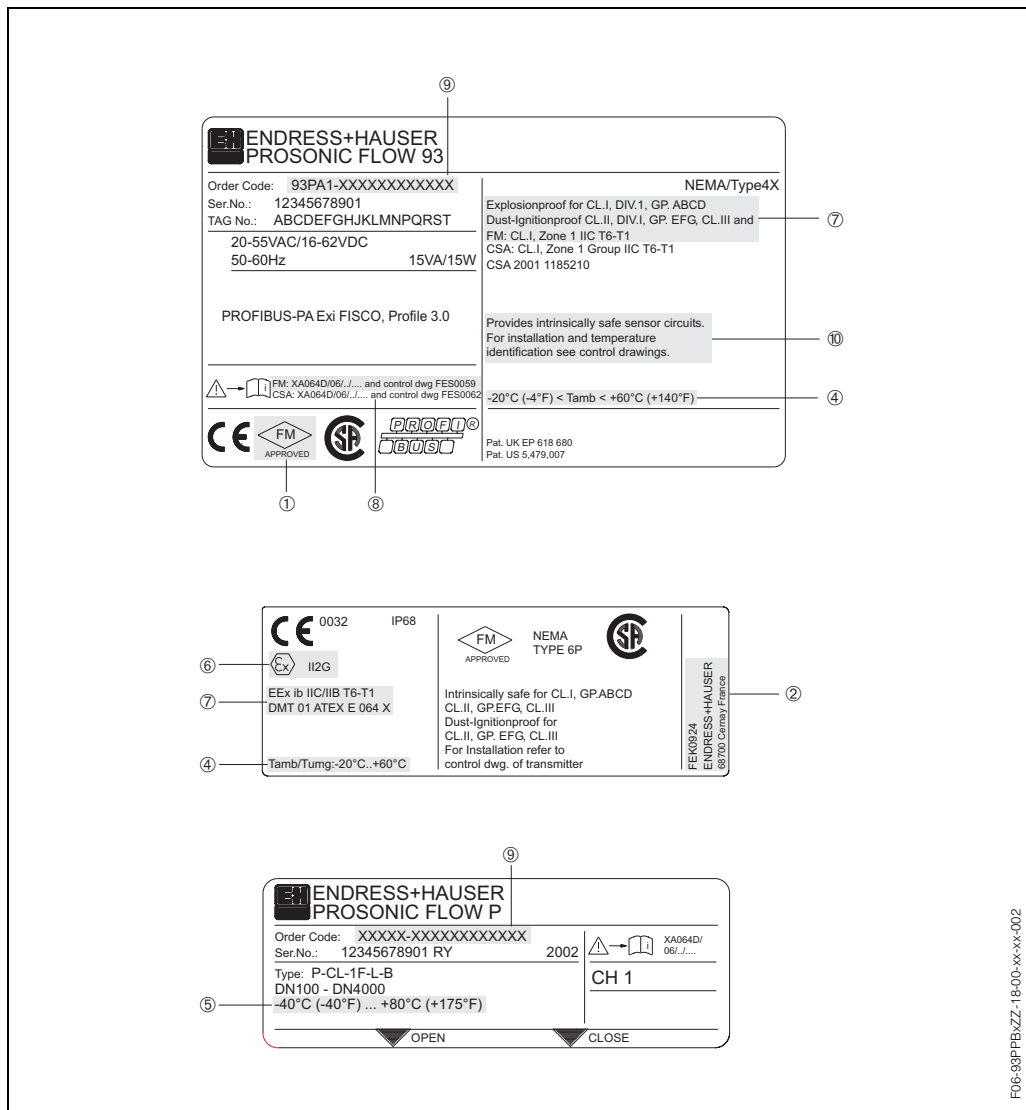 ⑨
E+H ENDRESS+HAUSER
PROSONIC FLOW 93
Order Code: 93PA1-XXXXXXXXXXXX
Ser.No.: 12345678901
TAG No.: ABCDEFGHJKLMNPQRST
20-55VAC/16-62VDC
50-60Hz 15VA/15W
PROFIBUS-PA Exi FISCO, Profile 3.0
i FM: XA064D/06/../.... and control dwg FES0059
CSA: XA064D/06/../.... and control dwg FES0062
CE FM APPROVED CSA PROFI® BUS
NEMA/Type4X
Explosionproof for CL.I, DIV.1, GP. ABCD
Dust-Ignitionproof CL.II, DIV.I, GP. EFG, CL.III and
FM: CL.I, Zone 1 IIC T6-T1
CSA: CL.I, Zone 1 Group IIC T6-T1
CSA 2001 1185210
⑦
Provides intrinsically safe sensor circuits.
For installation and temperature
identification see control drawings.
⑩
-20°C (-4°F) < Tamb < +60°C (+140°F)
④
Pat. UK EP 618 680
Pat. US 5,479,007
① ⑧
CE 0032 IP68
⑥ Ex II2G
⑦ EEx ib IIC/IIB T6-T1
DMT 01 ATEX E 064 X
④ Tamb/Tumg:-20°C..+60°C
FM APPROVED
NEMA
TYPE 6P
CSA
Intrinsically safe for CL.I, GP.ABCD
CL.II, GP.EFG, CL.III
Dust-Ignitionproof for
CL.II, GP. EFG, CL.III
For Installation refer to
control dwg. of transmitter
FEK0924
ENDRESS+HAUSER
68700 Cernay France
②
⑨
E+H ENDRESS+HAUSER
PROSONIC FLOW P
Order Code: XXXXX-XXXXXXXXXXXX
Ser.No.: 12345678901 RY 2002
Type: P-CL-1F-L-B
DN100 - DN4000
⑤ -40°C (-40°F) ... +80°C (+175°F)
i XA064D/
06/../....
CH 1
OPEN CLOSE
F06-93PPBxZZ-18-00-xx-xx-002